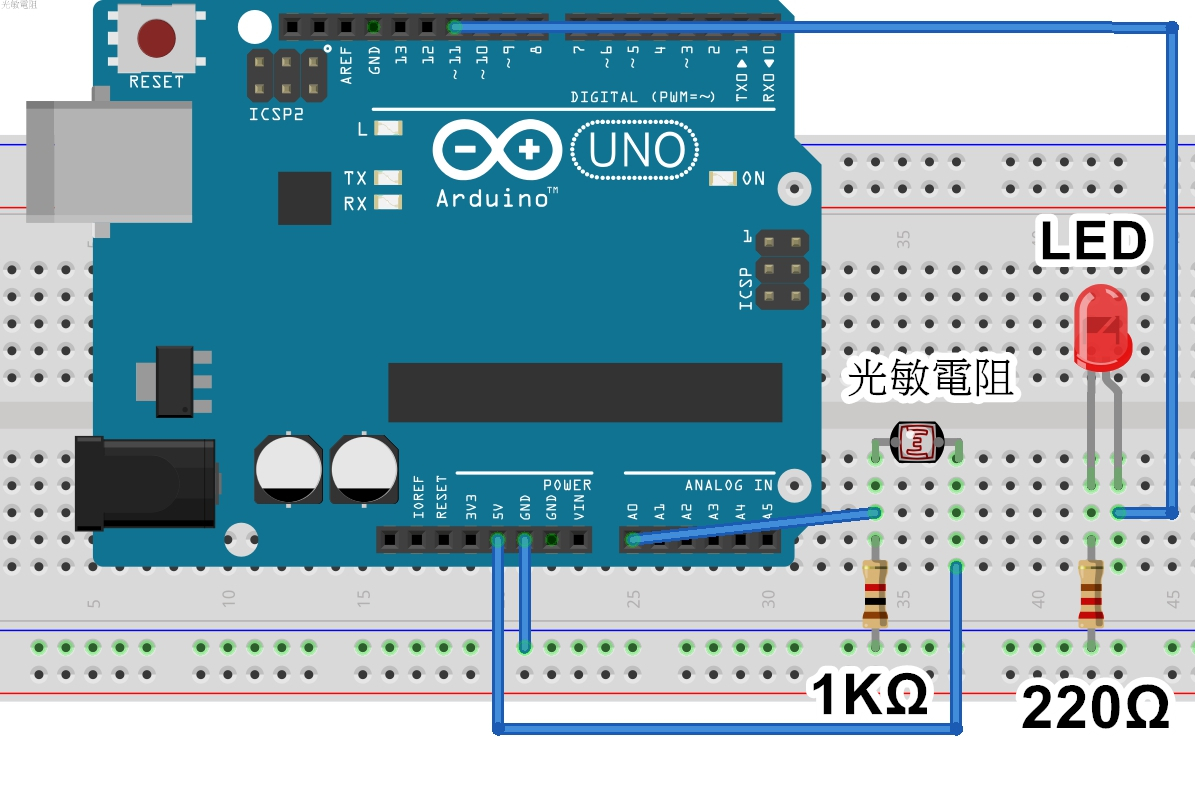 光敏電阻
RESET
ICSP2
AREF
GND
13
12
~11
~10
~9
8
7
~6
~5
4
~3
2
TX0▶1
RX0◀0
DIGITAL (PWM=~)
L
TX
RX
Arduino™
UNO
ON
1
ICSP
35
LED
光敏電阻
IOREF
RESET
3V3
5V
GND
GND
VIN
POWER
A0
A1
A2
A3
A4
A5
ANALOG IN
5
10
15
25
30
35
40
45
1KΩ
220Ω